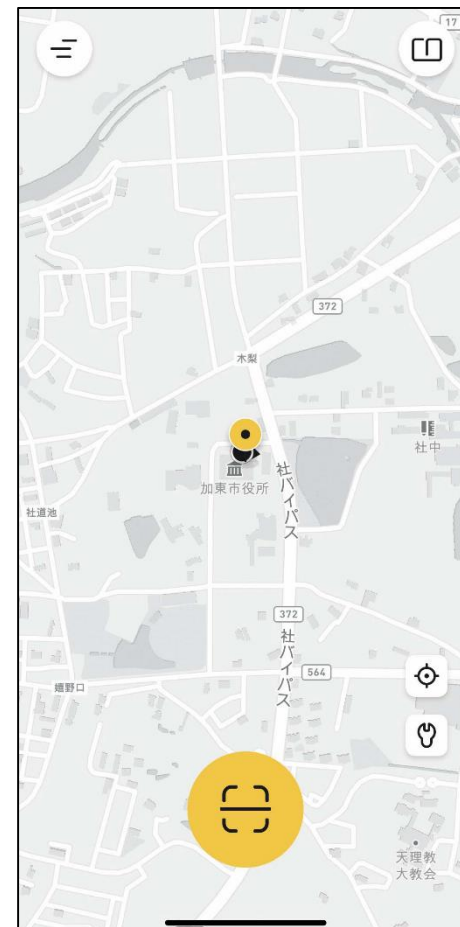 17
372
木梨
社中
加東市役所
社バイパス
社道池
372
社バイパス
564
嬉野口
天理教
大教会